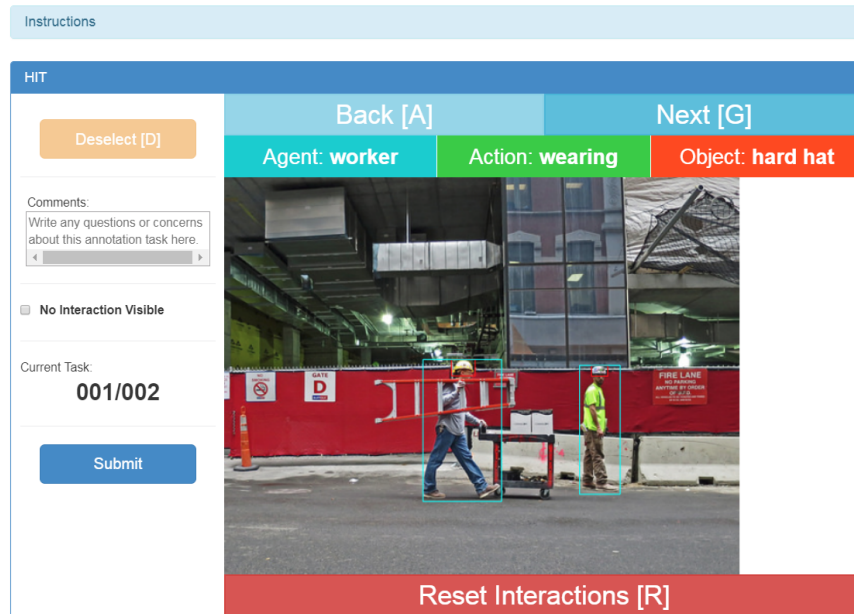 Instructions
HIT
Back [A]
Next [G]
Deselect [D]
Agent: worker
Action: wearing
Object: hard hat
Comments:
Write any questions or concerns
about this annotation task here.
No Interaction Visible
Current Task:
001/002
Submit
GATE
D
FIRE LANE
NO PARKING
ANYTIME BY ORDER
Reset Interactions [R]